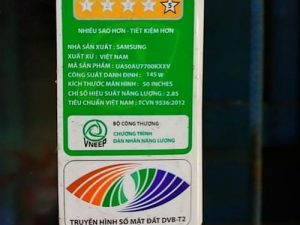 5
NHIỀU SAO HƠN - TIẾT KIỆM HƠN
NHÀ SẢN XUẤT : SAMSUNG
XUẤT XỨ : VIỆT NAM
MÃ SẢN PHẨM : UA50AU7700KXXV
CÔNG SUẤT DANH ĐỊNH : 145 W
KÍCH THƯỚC MÀN HÌNH : 50 INCHES
CHỈ SỐ HIỆU SUẤT NĂNG LƯỢNG : 2.85
TIÊU CHUẨN VIỆT NAM : TCVN 9536:2012
BỘ CÔNG THƯƠNG
CHƯƠNG TRÌNH
DÁN NHÃN NĂNG LƯỢNG
VNEEP
TRUYỀN HÌNH SỐ MẶT ĐẤT DVB-T2